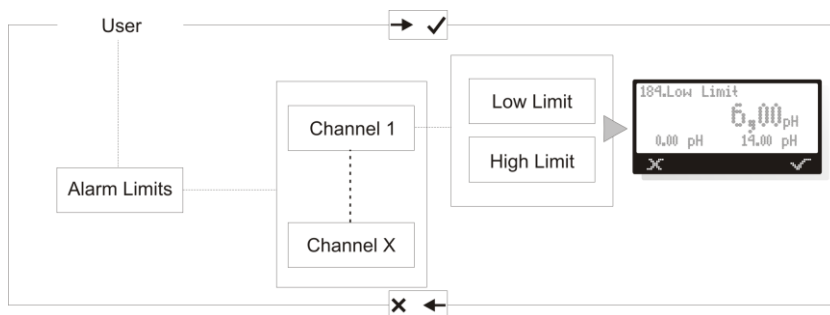 User
Alarm Limits
Channel 1
Channel X
Low Limit
High Limit
184.Low Limit
6,00pH
0.00 pH 14.00 pH